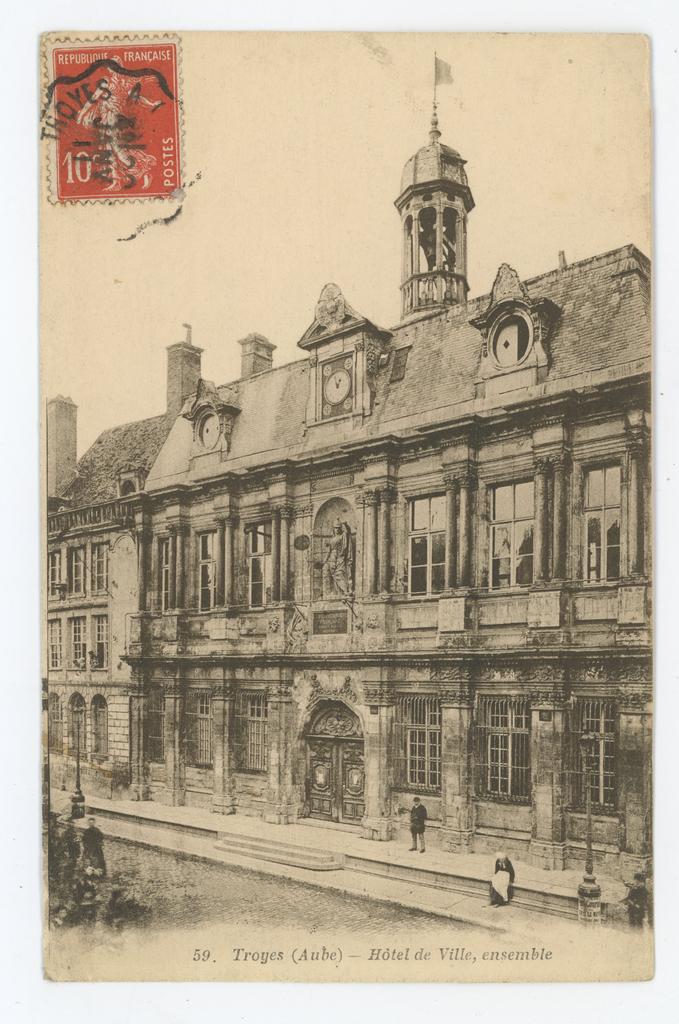 REPUBLIQUE FRANÇAISE
10
POSTES
TROYES A
59. Troyes (Aube) — Hôtel de Ville, ensemble